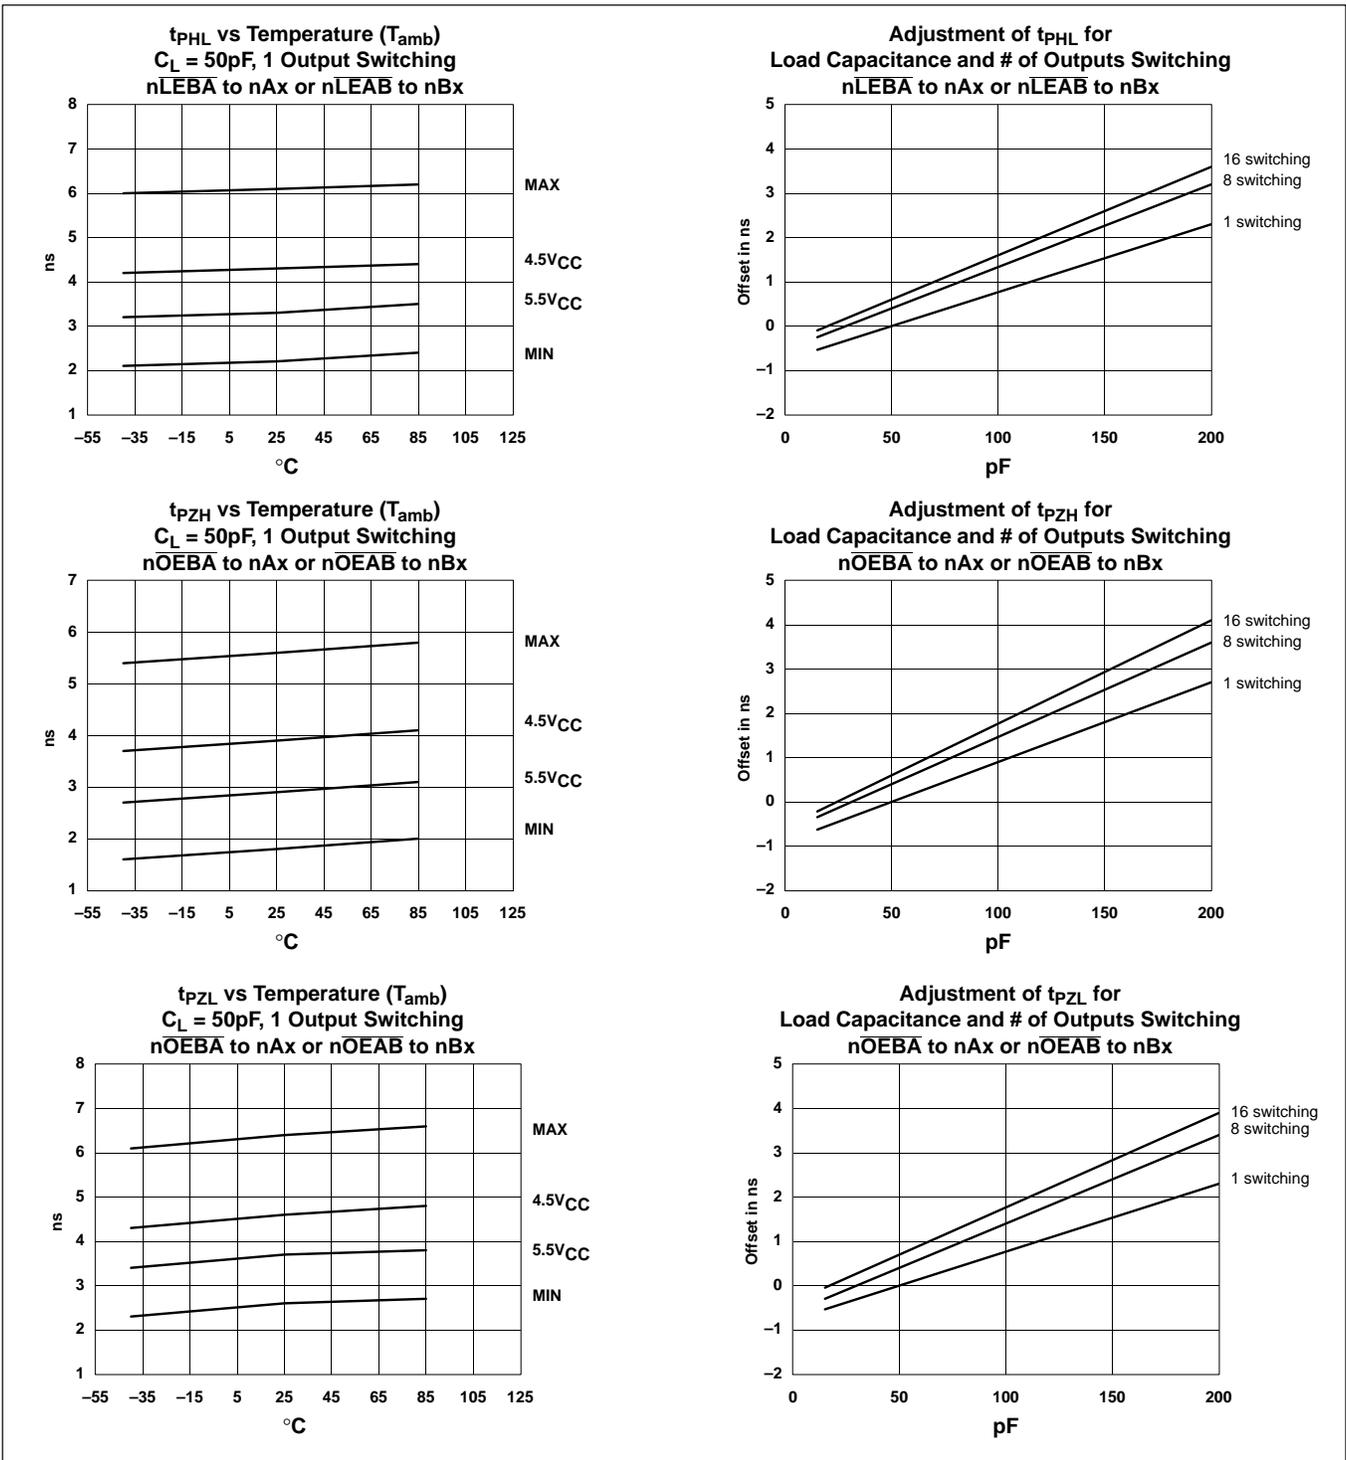 tPHL vs Temperature (Tamb)
CL = 50pF, 1 Output Switching
nLEBA to nAx or nLEAB to nBx
8
7
6
5
4
3
2
1
ns
MAX
4.5VCC
5.5VCC
MIN
–55 –35 –15 5 25 45 65 85 105 125
°C
Adjustment of tPHL for
Load Capacitance and # of Outputs Switching
nLEBA to nAx or nLEAB to nBx
5
4
3
2
1
0
–1
–2
Offset in ns
16 switching
8 switching
1 switching
0 50 100 150 200
pF
tPZH vs Temperature (Tamb)
CL = 50pF, 1 Output Switching
nOEBA to nAx or nOEAB to nBx
7
6
5
4
3
2
1
ns
MAX
4.5VCC
5.5VCC
MIN
–55 –35 –15 5 25 45 65 85 105 125
°C
Adjustment of tPZH for
Load Capacitance and # of Outputs Switching
nOEBA to nAx or nOEAB to nBx
5
4
3
2
1
0
–1
–2
Offset in ns
16 switching
8 switching
1 switching
0 50 100 150 200
pF
tPZL vs Temperature (Tamb)
CL = 50pF, 1 Output Switching
nOEBA to nAx or nOEAB to nBx
8
7
6
5
4
3
2
1
ns
MAX
4.5VCC
5.5VCC
MIN
–55 –35 –15 5 25 45 65 85 105 125
°C
Adjustment of tPZL for
Load Capacitance and # of Outputs Switching
nOEBA to nAx or nOEAB to nBx
5
4
3
2
1
0
–1
–2
Offset in ns
16 switching
8 switching
1 switching
0 50 100 150 200
pF